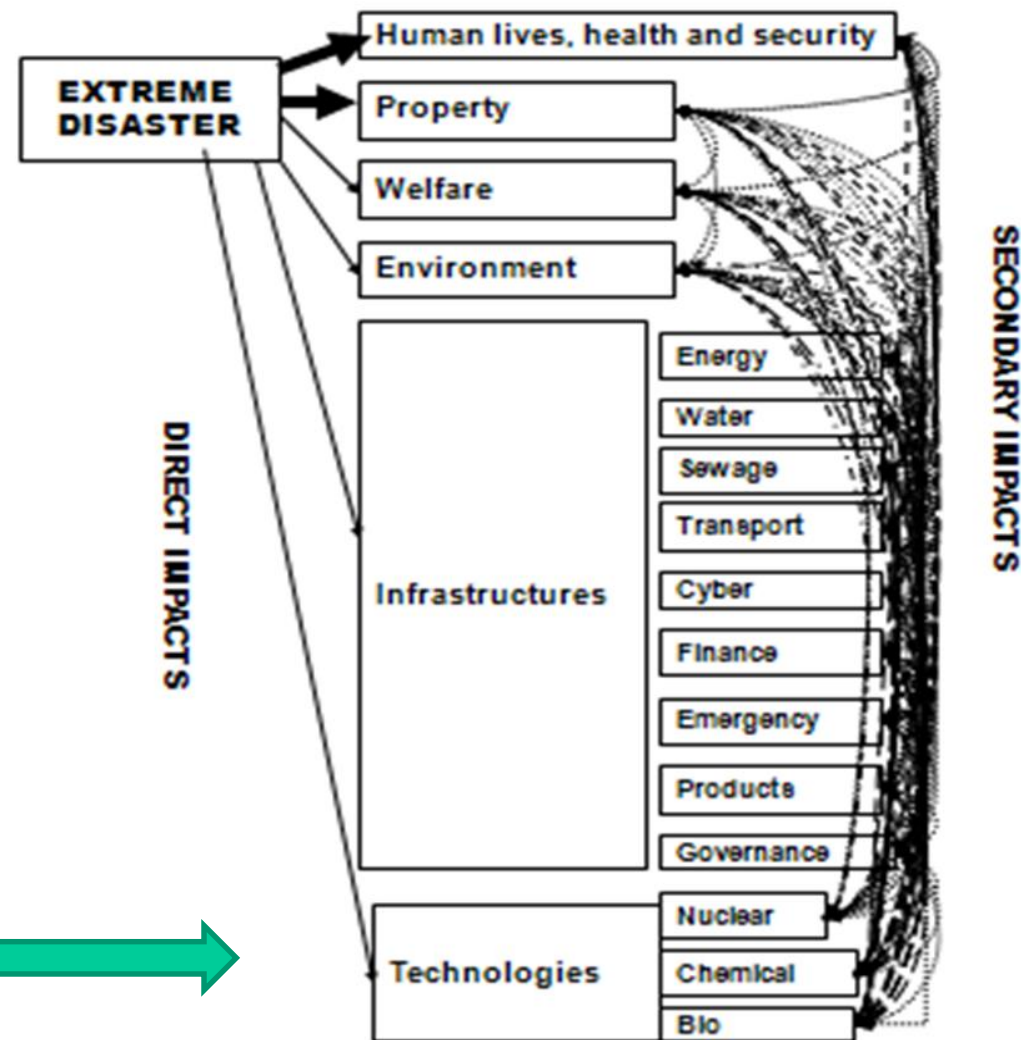 EXTREME
DISASTER
Human lives, health and security
Property
Welfare
Environment
Infrastructures
Energy
Water
Sewage
Transport
Cyber
Finance
Emergency
Products
Governance
Technologies
Nuclear
Chemical
Bio
DIRECT IMPACTS
SECONDARY IMPACTS